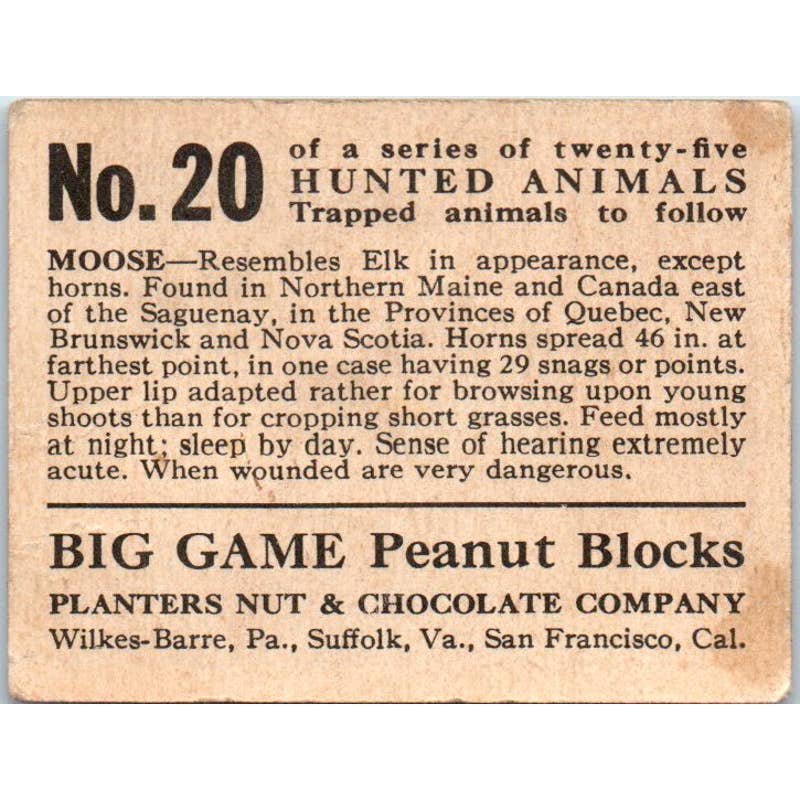 No. 20
of a series of twenty-five
HUNTED ANIMALS
Trapped animals to follow
MOOSE—Resembles Elk in appearance, except
horns. Found in Northern Maine and Canada east
of the Saguenay, in the Provinces of Quebec, New
Brunswick and Nova Scotia. Horns spread 46 in. at
farthest point, in one case having 29 snags or points.
Upper lip adapted rather for browsing upon young
shoots than for cropping short grasses. Feed mostly
at night; sleep by day. Sense of hearing extremely
acute. When wounded are very dangerous.
BIG GAME Peanut Blocks
PLANTERS NUT & CHOCOLATE COMPANY
Wilkes-Barre, Pa., Suffolk, Va., San Francisco, Cal.